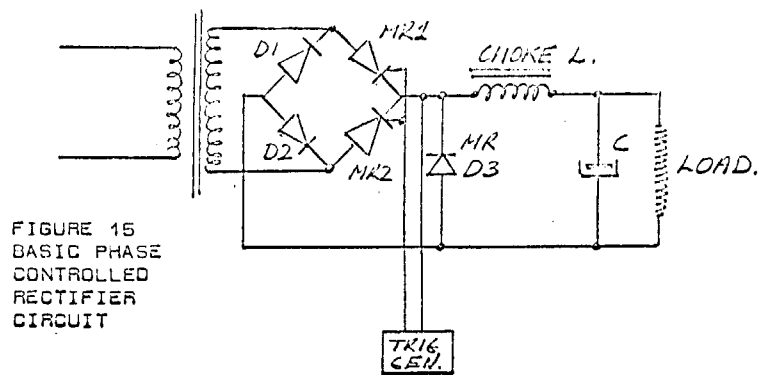 D1
MR1
CHOKE L.
D2
MR2
MR
D3
C
LOAD.
FIGURE 15
BASIC PHASE
CONTROLLED
RECTIFIER
CIRCUIT
TRIG
GEN.